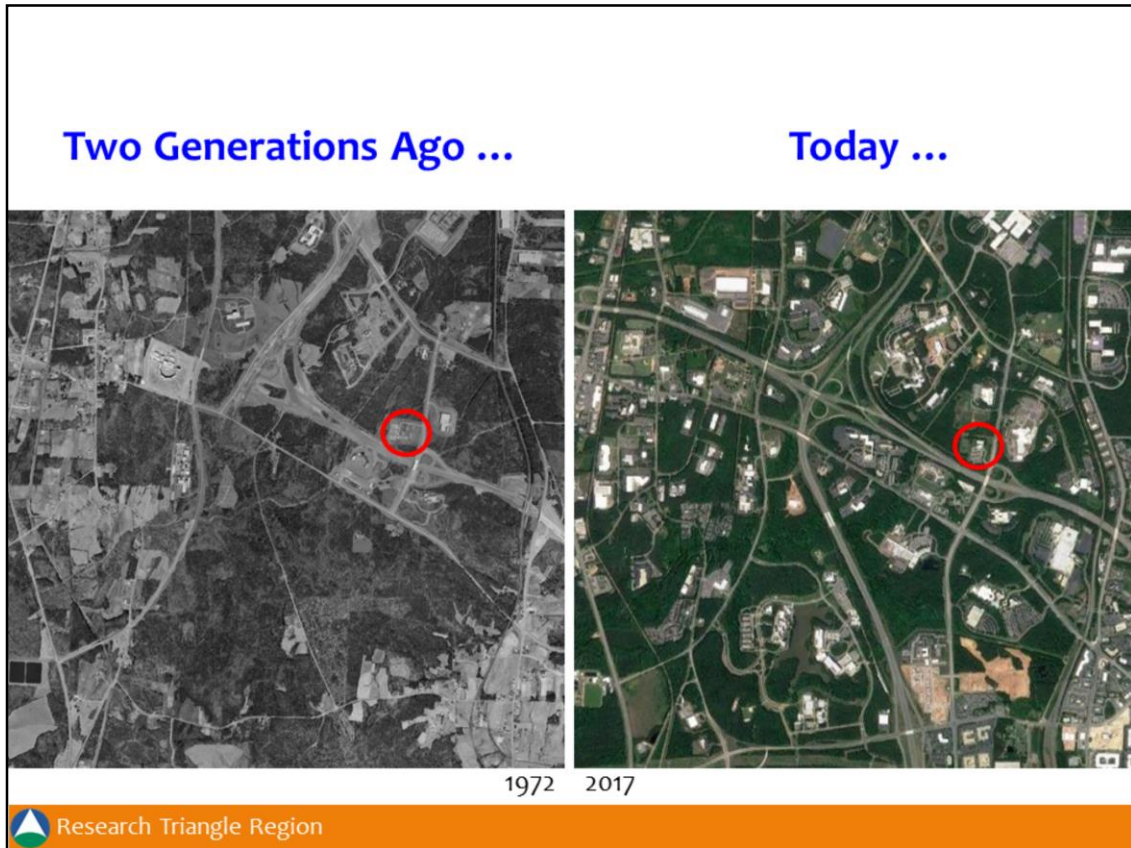 Two Generations Ago ...
Today ...
1972
2017
Research Triangle Region